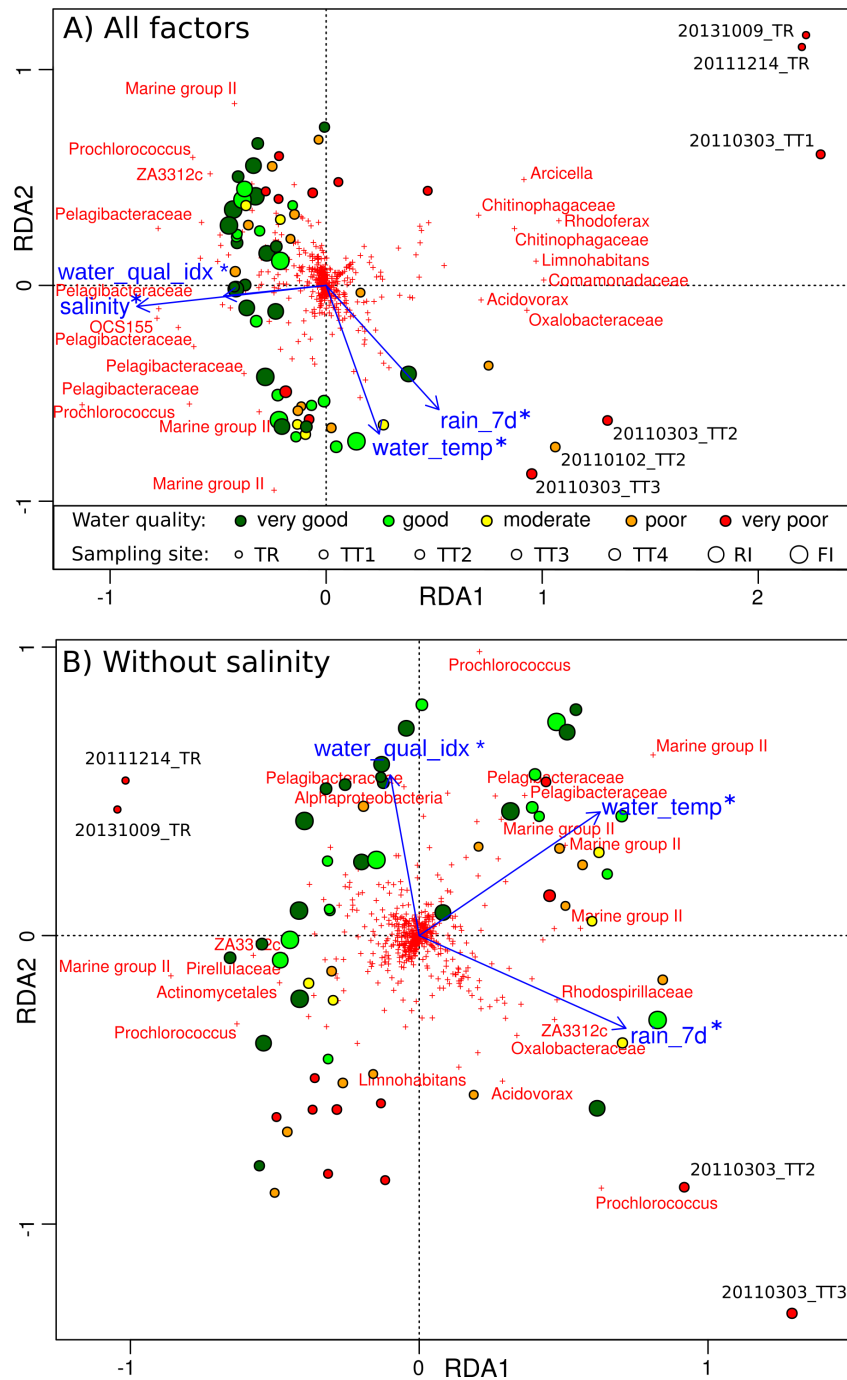 A) All factors
20131009_TR
20111214_TR
1
Marine group II
20110303_TT1
Prochlorococcus
ZA3312c
Arcicella
Pelagibacteraceae
Chitinophagaceae
Rhodoferax
Chitinophagaceae
RDA2
water_qual_idx *
Limnohabitans
0
Pelagibacteraceae
Comamonadaceae
salinity*
Acidovorax
OCS155
Oxalobacteraceae
Pelagibacteraceae
Pelagibacteraceae
Pelagibacteraceae
Prochlorococcus
rain_7d*
Marine group II
20110303_TT2
water_temp*
20110102_TT2
Marine group II
20110303_TT3
-1
Water quality: very good good moderate poor very poor
Sampling site: TR TT1 TT2 TT3 TT4 RI FI
-1 0 1 2
RDA1
1
B) Without salinity
Prochlorococcus
water_qual_idx *
Marine group II
20111214_TR
Pelagibacteraceae
Pelagibacteraceae
Alphaproteobacteria
Pelagibacteraceae
water_temp*
20131009_TR
Marine group II
Marine group II
Marine group II
0
ZA3312c
RDA2
Marine group II
Pirellulaceae
Actinomycetales
Rhodospirillaceae
Prochlorococcus
ZA3312c
rain_7d*
Oxalobacteraceae
Limnohabitans
Acidovorax
20110303_TT2
Prochlorococcus
-1
20110303_TT3
-1 0 1
RDA1